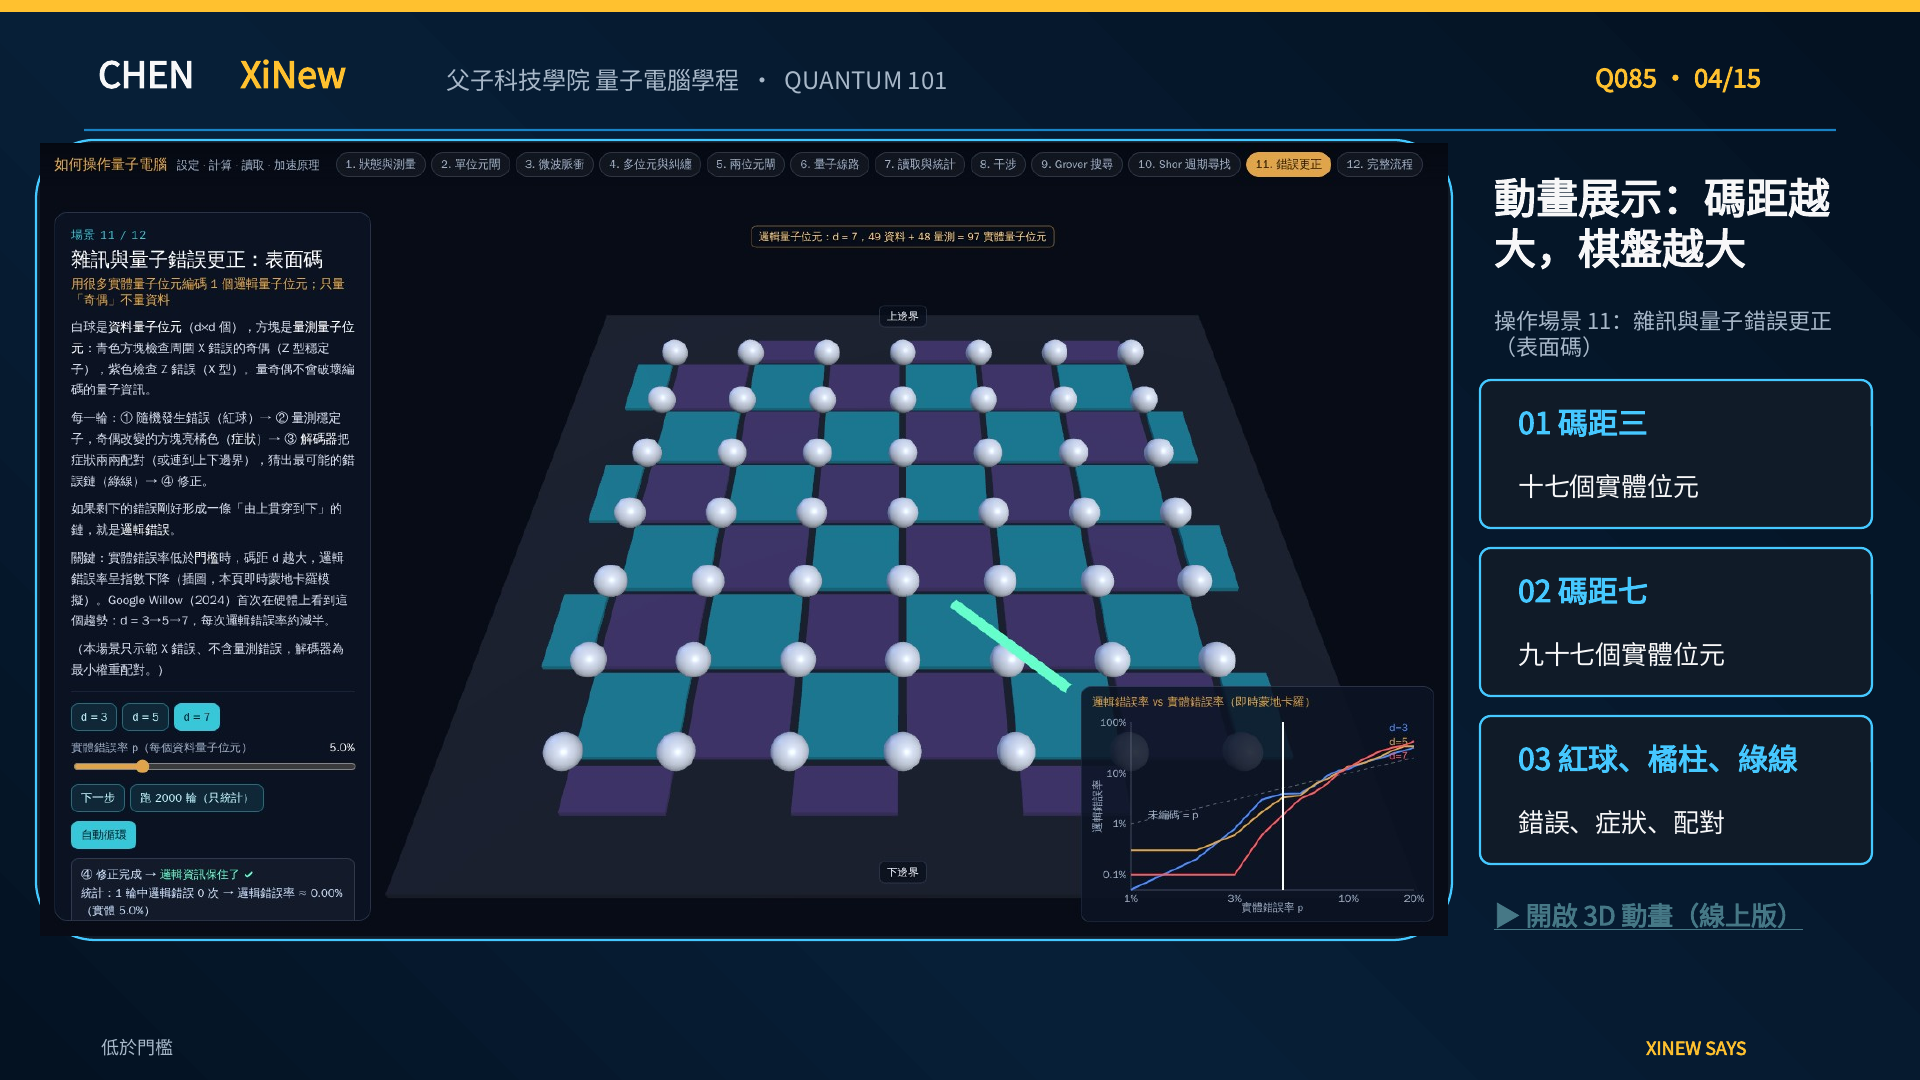 CHEN XiNew 父子科技學院 量子電腦學程 • QUANTUM 101
Q085 • 04/15
如何操作量子電腦 設定 · 計算 · 讀取 · 加速原理
1. 狀態與測量
2. 單位元閘
3. 微波脈衝
4. 多位元與糾纏
5. 兩位元閘
6. 量子線路
7. 讀取與統計
8. 干涉
9. Grover 搜尋
10. Shor 週期尋找
11. 錯誤更正
12. 完整流程
場景 11 / 12
雜訊與量子錯誤更正：表面碼
用很多實體量子位元編碼 1 個邏輯量子位元；只量
「奇偶」不量資料
白球是資料量子位元（d×d 個），方塊是量測量子位
元：青色方塊檢查周圍 X 錯誤的奇偶（Z 型穩定
子），紫色檢查 Z 錯誤（X 型）。量奇偶不會破壞編
碼的量子資訊。
每一輪：① 隨機發生錯誤（紅球）→ ② 量測穩定
子，奇偶改變的方塊亮橘色（症狀）→ ③ 解碼器把
症狀兩兩配對（或連到上下邊界），猜出最可能的錯
誤鏈（綠線）→ ④ 修正。
如果剩下的錯誤剛好形成一條「由上貫穿到下」的
鏈，就是邏輯錯誤。
關鍵：實體錯誤率低於門檻時，碼距 d 越大，邏輯
錯誤率呈指數下降（插圖，本頁即時蒙地卡羅模
擬）。Google Willow（2024）首次在硬體上看到這
個趨勢：d = 3→5→7，每次邏輯錯誤率約減半。
（本場景只示範 X 錯誤、不含量測錯誤，解碼器為
最小權重配對。）
d = 3
d = 5
d = 7
實體錯誤率 p（每個資料量子位元） 5.0%
下一步
跑 2000 輪（只統計）
自動循環
④ 修正完成 → 邏輯資訊保住了 ✓
統計：1 輪中邏輯錯誤 0 次 → 邏輯錯誤率 ≈ 0.00%
（實體 5.0%）
邏輯量子位元：d = 7，49 資料 + 48 量測 = 97 實體量子位元
上邊界
下邊界
邏輯錯誤率 vs 實體錯誤率（即時蒙地卡羅）
100%
10%
1%
0.1%
邏輯錯誤率
未編碼 = p
d=3
d=5
d=7
1%
3%
10%
20%
實體錯誤率 p
動畫展示：碼距越
大，棋盤越大
操作場景 11：雜訊與量子錯誤更正
（表面碼）
01 碼距三
十七個實體位元
02 碼距七
九十七個實體位元
03 紅球、橘柱、綠線
錯誤、症狀、配對
▶ 開啟 3D 動畫（線上版）
低於門檻
XINEW SAYS